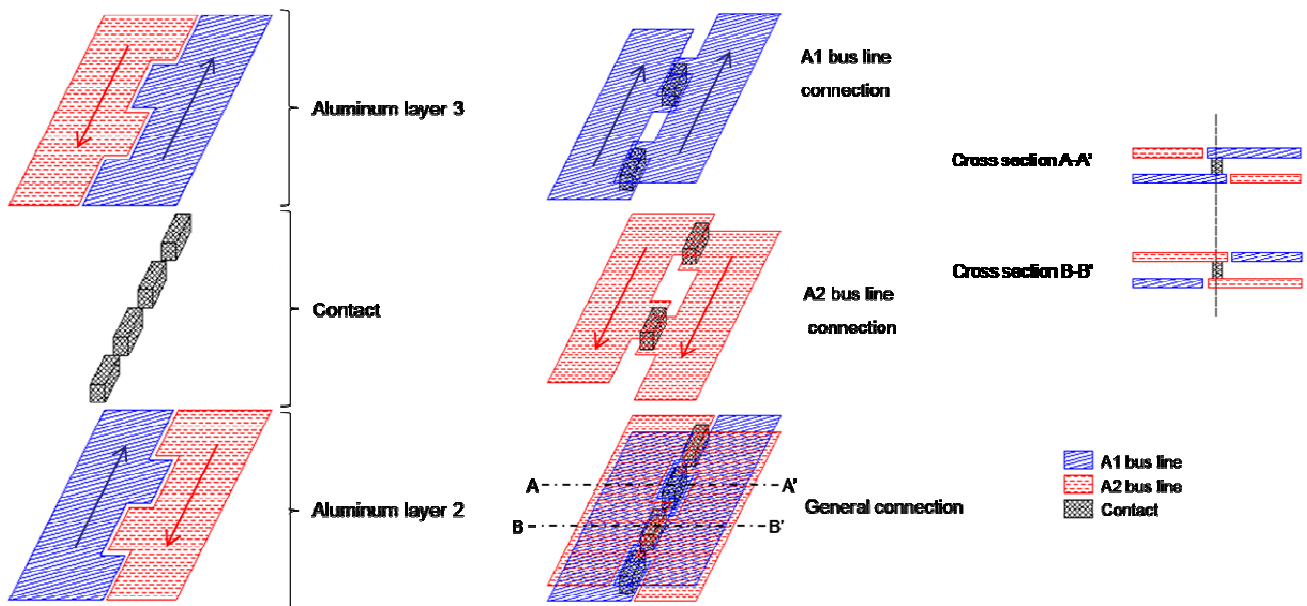 Aluminum layer 3
Contact
Aluminum layer 2
A1 bus line
connection
A2 bus line
connection
A
A'
B
B'
General connection
Cross section A-A'
Cross section B-B'
A1 bus line
A2 bus line
Contact